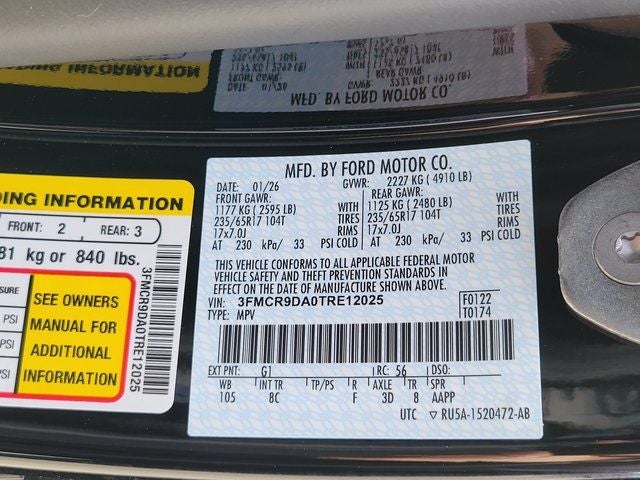 MFD. BY FORD MOTOR CO.
DATE: 01/26 GVWR: 2227 KG ( 4910 LB)
FRONT GAWR: REAR GAWR:
1177 KG ( 2595 LB) WITH 1125 KG ( 2480 LB) WITH
235/65R17 104T TIRES 235/65R17 104T TIRES
17x7.0J RIMS 17x7.0J RIMS
AT 230 kPa/ 33 PSI COLD AT 230 kPa/ 33 PSI COLD
THIS VEHICLE CONFORMS TO ALL APPLICABLE FEDERAL MOTOR
VEHICLE SAFETY AND THEFT PREVENTION STANDARDS IN
EFFECT ON THE DATE OF MANUFACTURE SHOWN ABOVE.
VIN: 3FMCR9DA0TRE12025 F0122
TYPE: MPV T0174
EXT PNT: G1 RC: 56 DSO:
WB INT TR TP/PS R AXLE TR SPR
105 8C F 3D 8 AAPP
UTC ▽ RU5A-1520472-AB
INFORMATION
FRONT: 2 REAR: 3
kg or 840 lbs.
3FMCR9DA0TRE12025
PSI
PSI
PSI
SEE OWNERS
MANUAL FOR
ADDITIONAL
INFORMATION